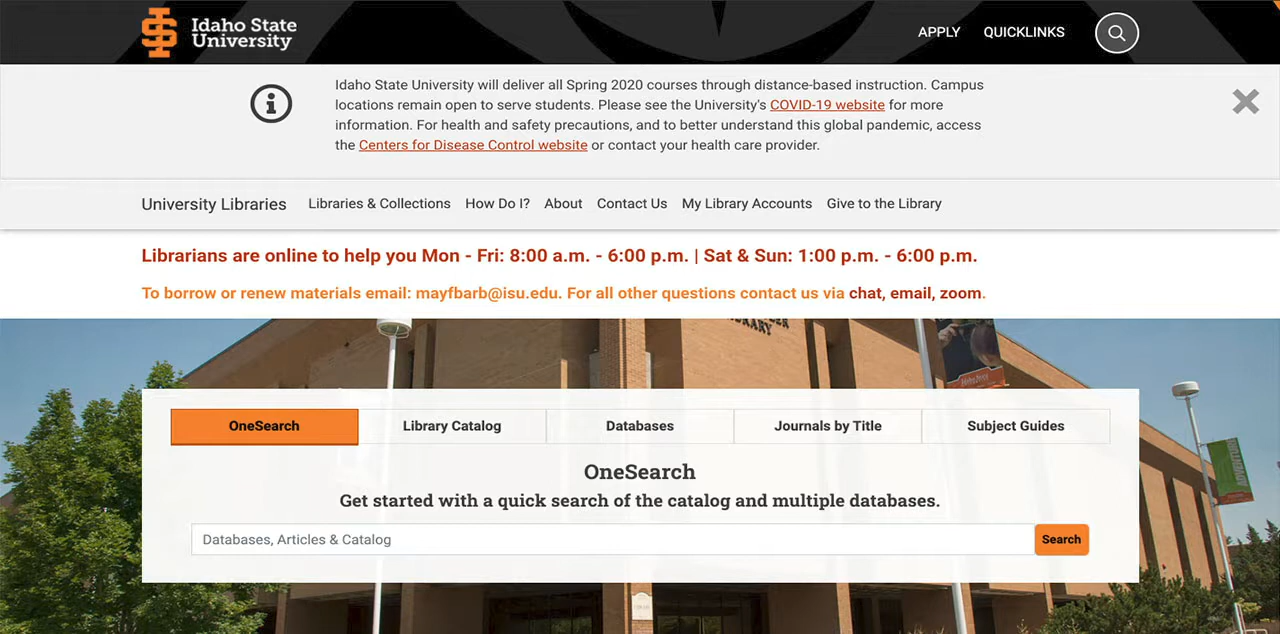 Idaho State
University
APPLY
QUICKLINKS
Idaho State University will deliver all Spring 2020 courses through distance-based instruction. Campus
locations remain open to serve students. Please see the University's COVID-19 website for more
information. For health and safety precautions, and to better understand this global pandemic, access
the Centers for Disease Control website or contact your health care provider.
University Libraries
Libraries & Collections
How Do I?
About
Contact Us
My Library Accounts
Give to the Library
Librarians are online to help you Mon - Fri: 8:00 a.m. - 6:00 p.m. | Sat & Sun: 1:00 p.m. - 6:00 p.m.
To borrow or renew materials email: mayfbarb@isu.edu. For all other questions contact us via chat, email, zoom.
OneSearch
Library Catalog
Databases
Journals by Title
Subject Guides
ADVENTURE
OneSearch
Get started with a quick search of the catalog and multiple databases.
Databases, Articles & Catalog
Search